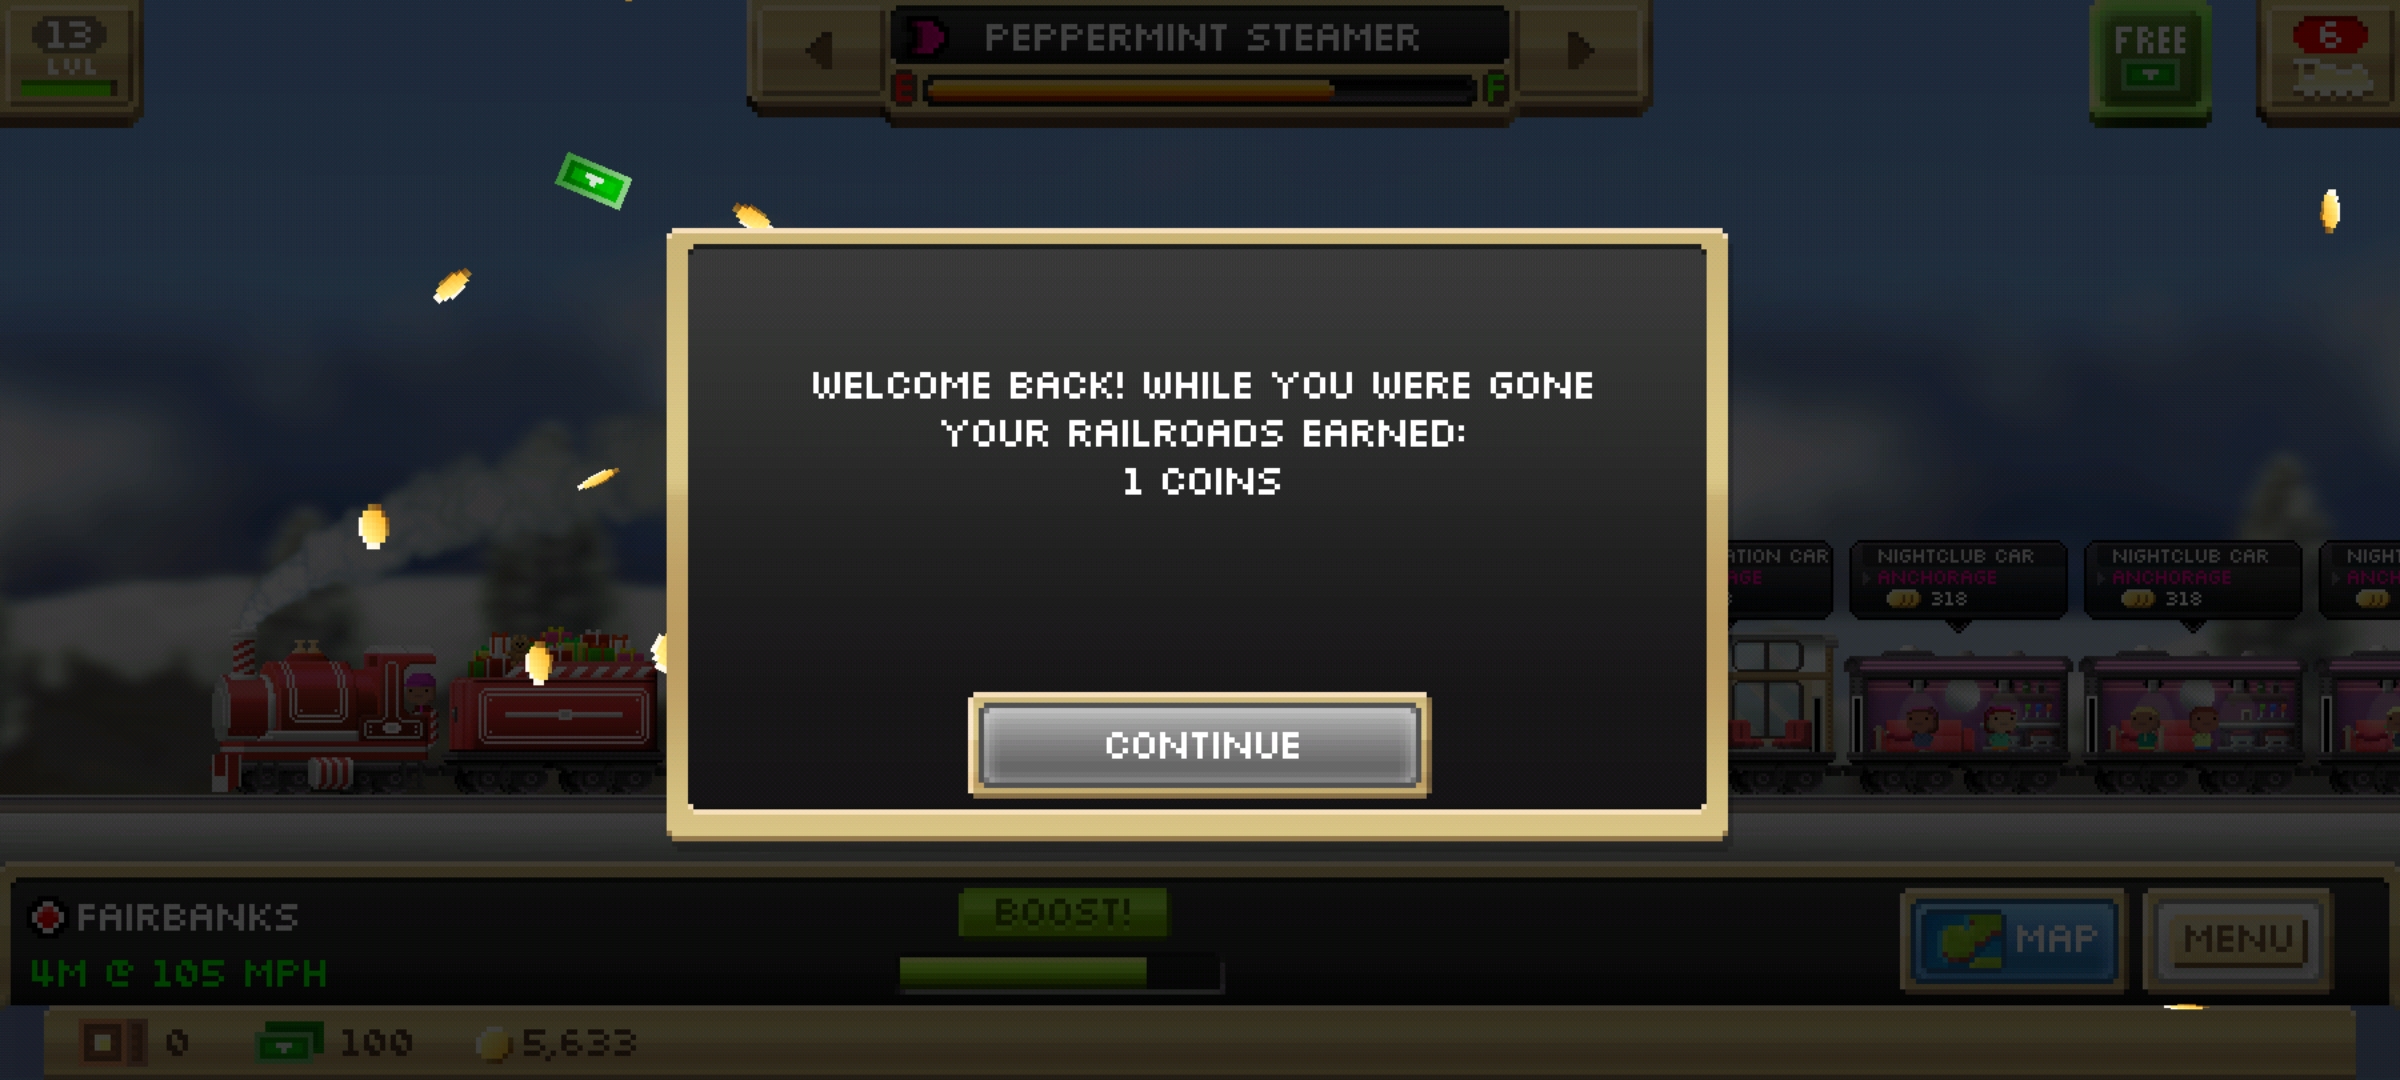 13
LVL
PEPPERMINT STEAMER
E
F
FREE
6
WELCOME BACK! WHILE YOU WERE GONE
YOUR RAILROADS EARNED:
1 COINS
CONTINUE
NIGHTCLUB CAR
ANCHORAGE
318
NIGHTCLUB CAR
ANCHORAGE
318
FAIRBANKS
4M @ 105 MPH
BOOST!
MAP
MENU
0
100
5,633